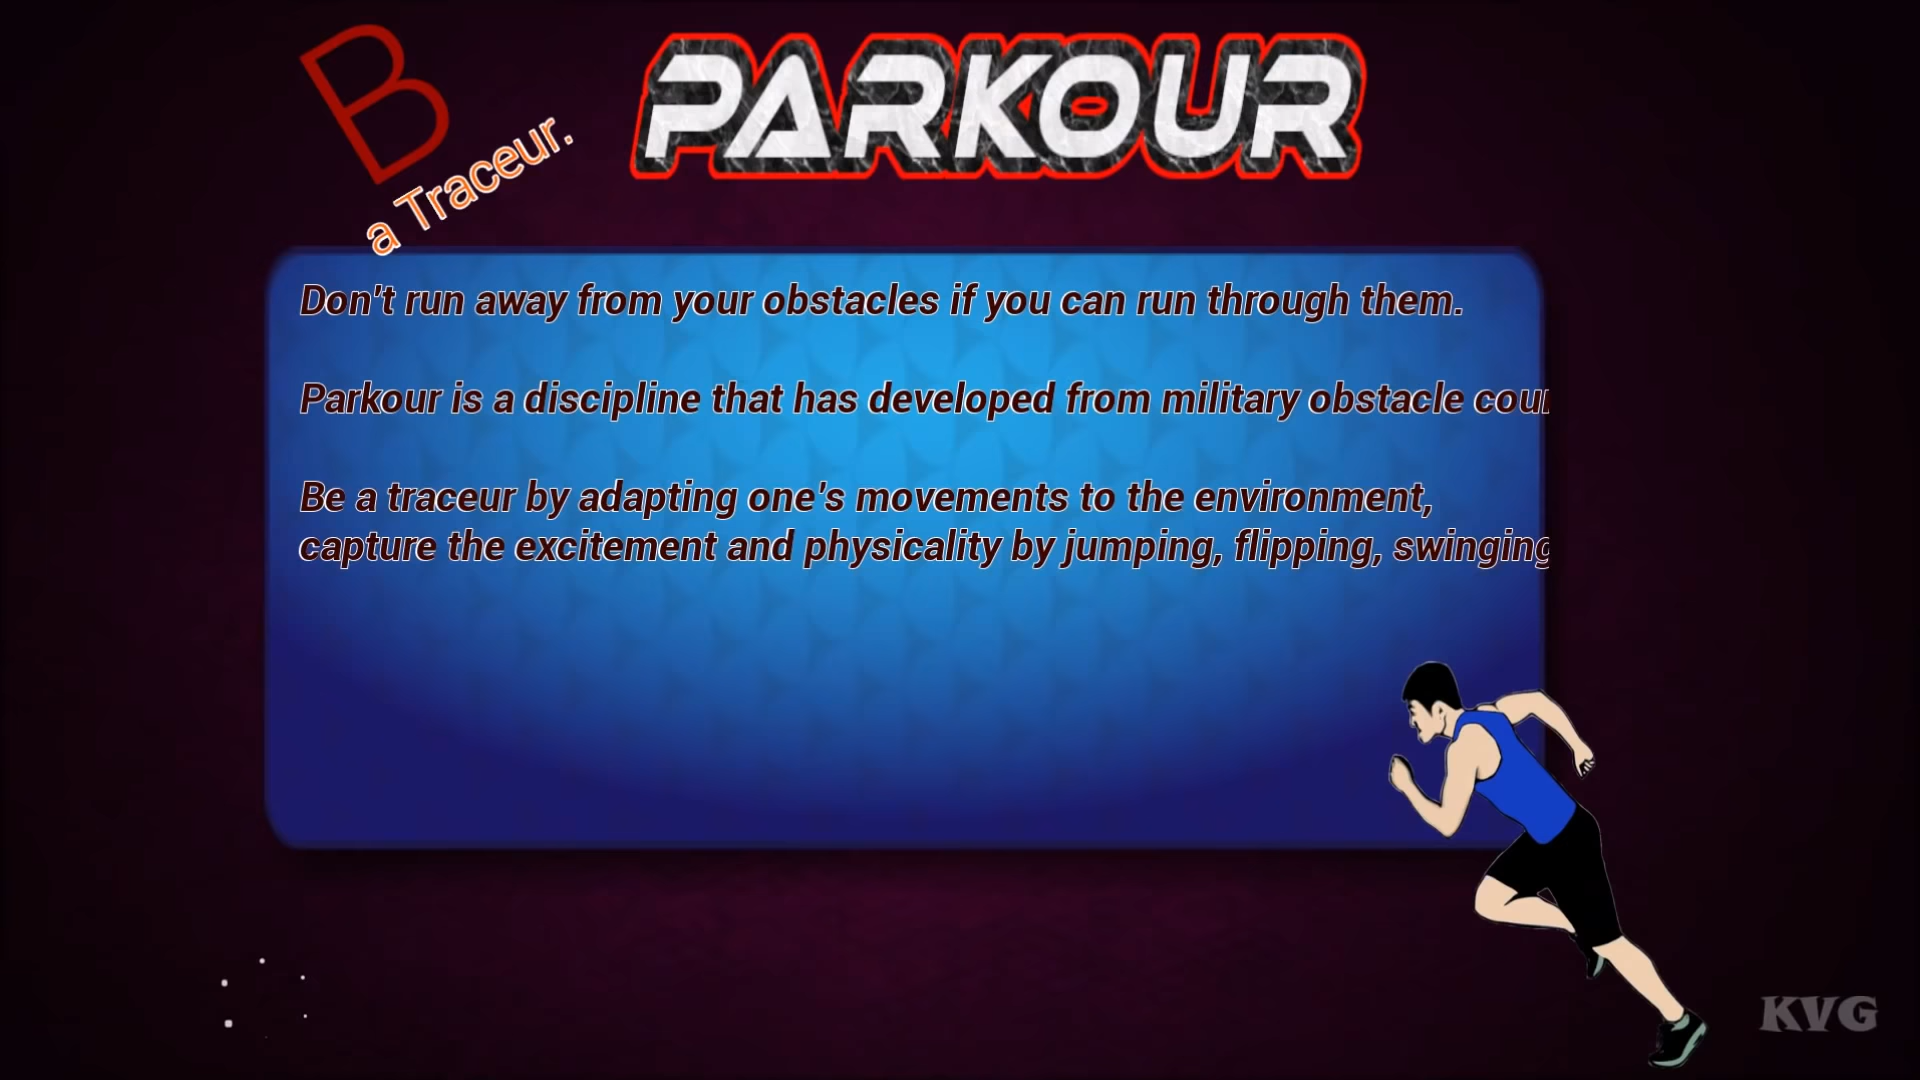 B
a Traceur.
PARKOUR
Don't run away from your obstacles if you can run through them.
Parkour is a discipline that has developed from military obstacle
Be a traceur by adapting one's movements to the environment,
capture the excitement and physicality by jumping, flipping, swinging
KVG